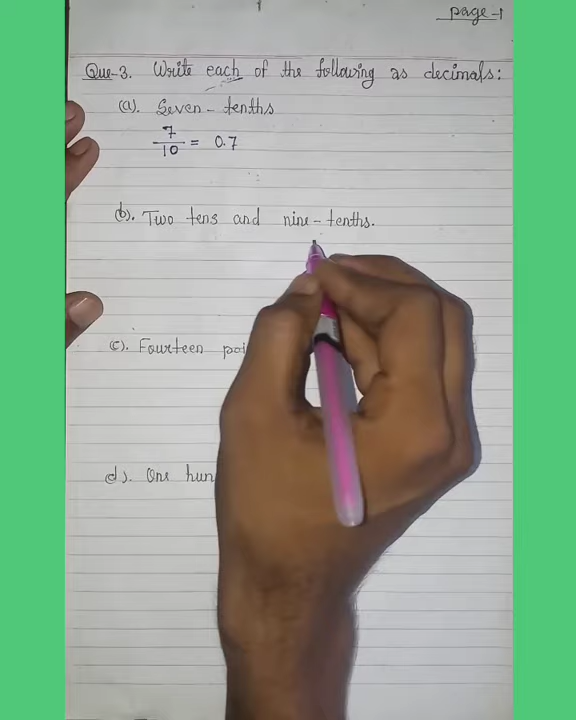 page-1
Que-3. Write each of the following as decimals:
(a). Seven-tenths
7/10 = 0.7
(b). Two tens and nine-tenths.
(c). Fourteen
(d). One